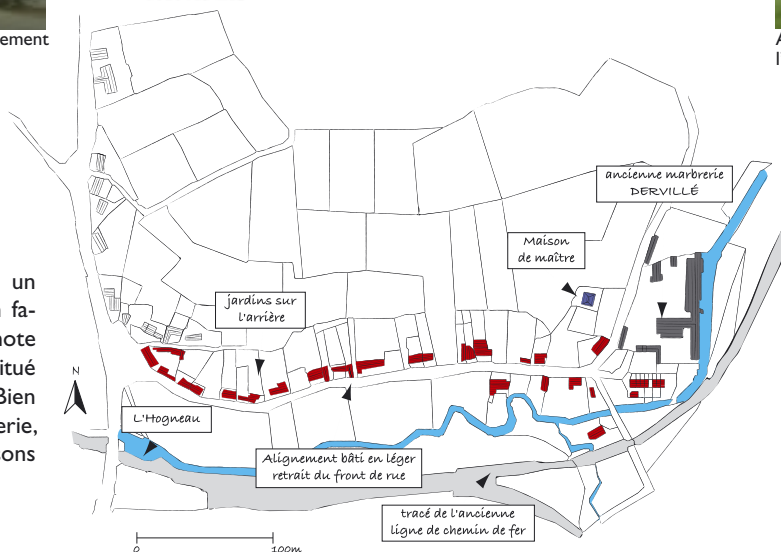 ement
A
l'
un
fa-
note
itué
Bien
erie,
sons
ancienne marbrerie
DERVILLÉ
Maison
de maître
jardins sur
l'arrière
N
L'Hogneau
Alignement bâti en léger
retrait du front de rue
tracé de l'ancienne
ligne de chemin de fer
0 100m